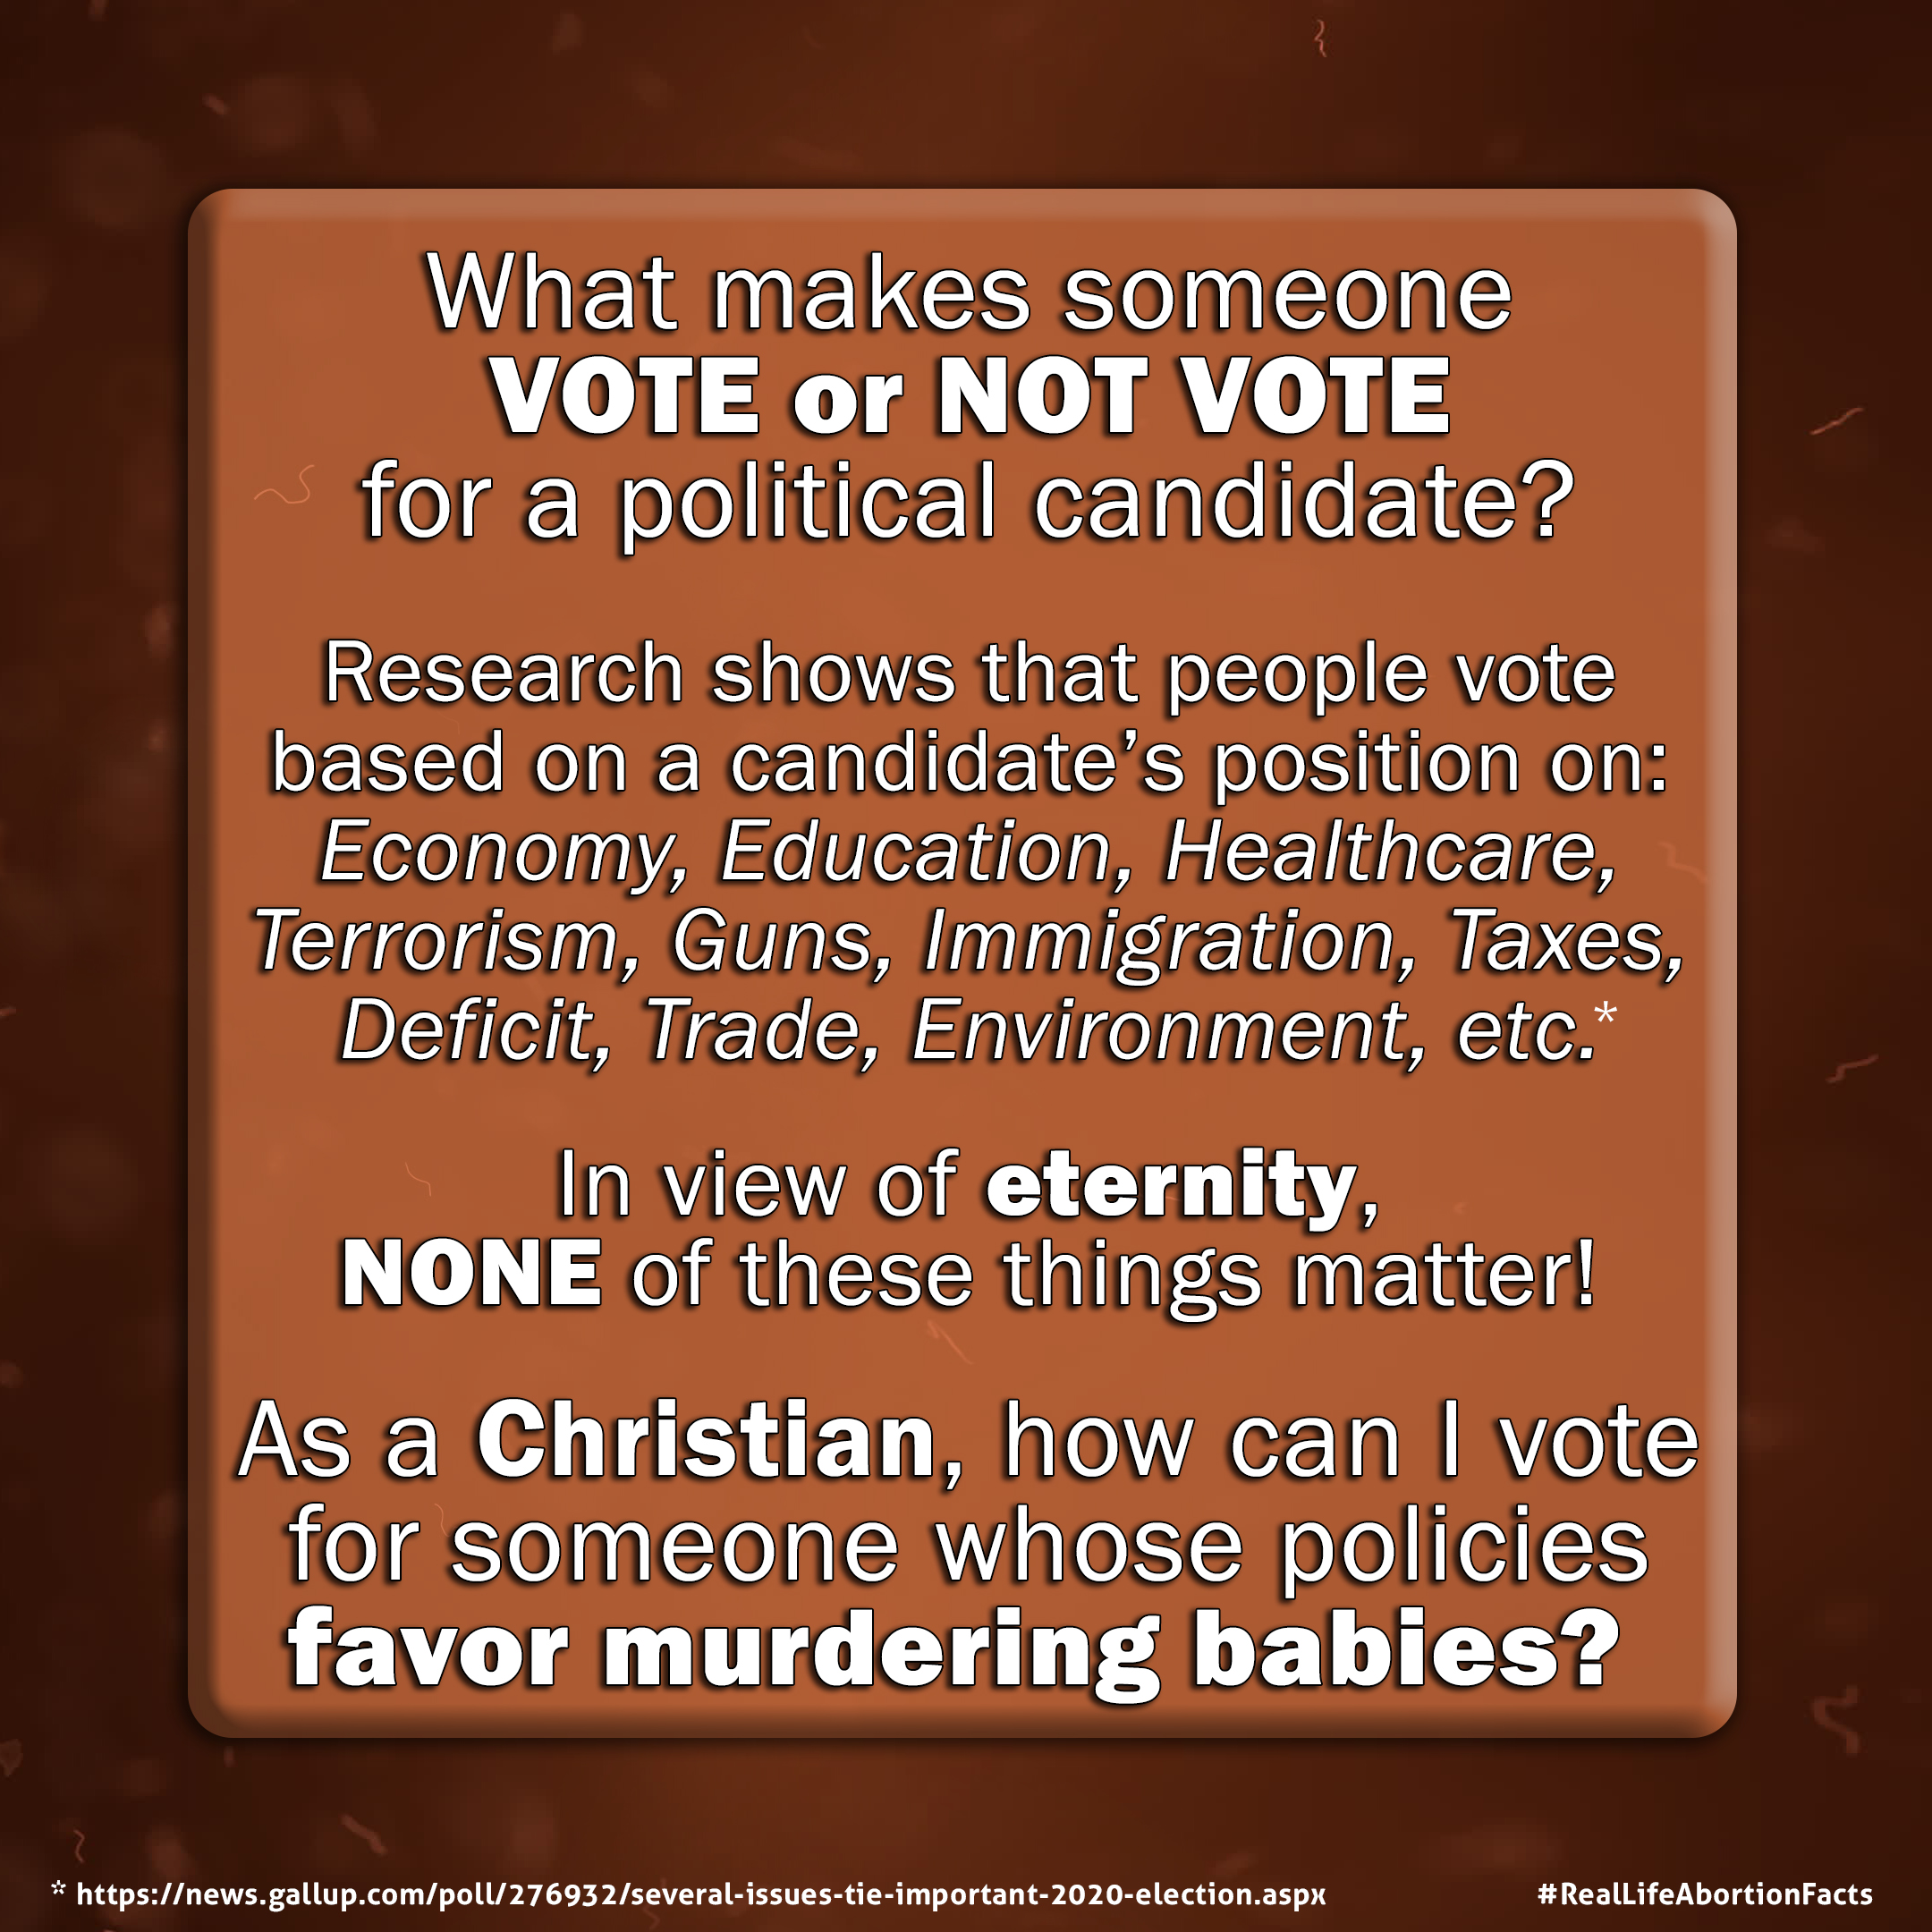 What makes someone
VOTE or NOT VOTE
for a political candidate?
Research shows that people vote
based on a candidate’s position on:
Economy, Education, Healthcare,
Terrorism, Guns, Immigration, Taxes,
Deficit, Trade, Environment, etc.*
In view of eternity,
NONE of these things matter!
As a Christian, how can I vote
for someone whose policies
favor murdering babies?
* https://news.gallup.com/poll/276932/several-issues-tie-important-2020-election.aspx
#RealLifeAbortionFacts